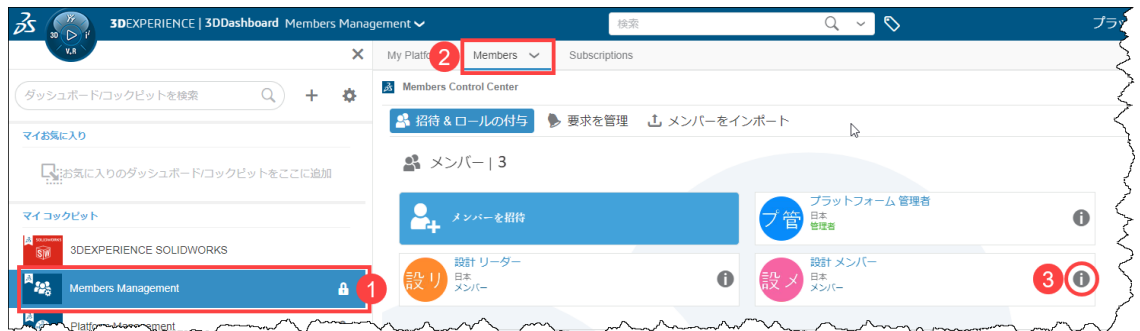 3DEXPERIENCE | 3DDashboard Members Management
検索
3D
i²
V.R
My Platfo
2
Members
Subscriptions
ダッシュボード/コックピットを検索
Members Control Center
招待 & ロールの付与
要求を管理
メンバーをインポート
マイお気に入り
お気に入りのダッシュボード/コックピットをここに追加
メンバー | 3
マイ コックピット
メンバーを招待
プ管
プラットフォーム 管理者
日本
管理者
SOLIDWORKS
SW
3DEXPERIENCE SOLIDWORKS
Members Management
1
設リ
設計 リーダー
日本
メンバー
設メ
設計 メンバー
日本
メンバー
3
Platform Management